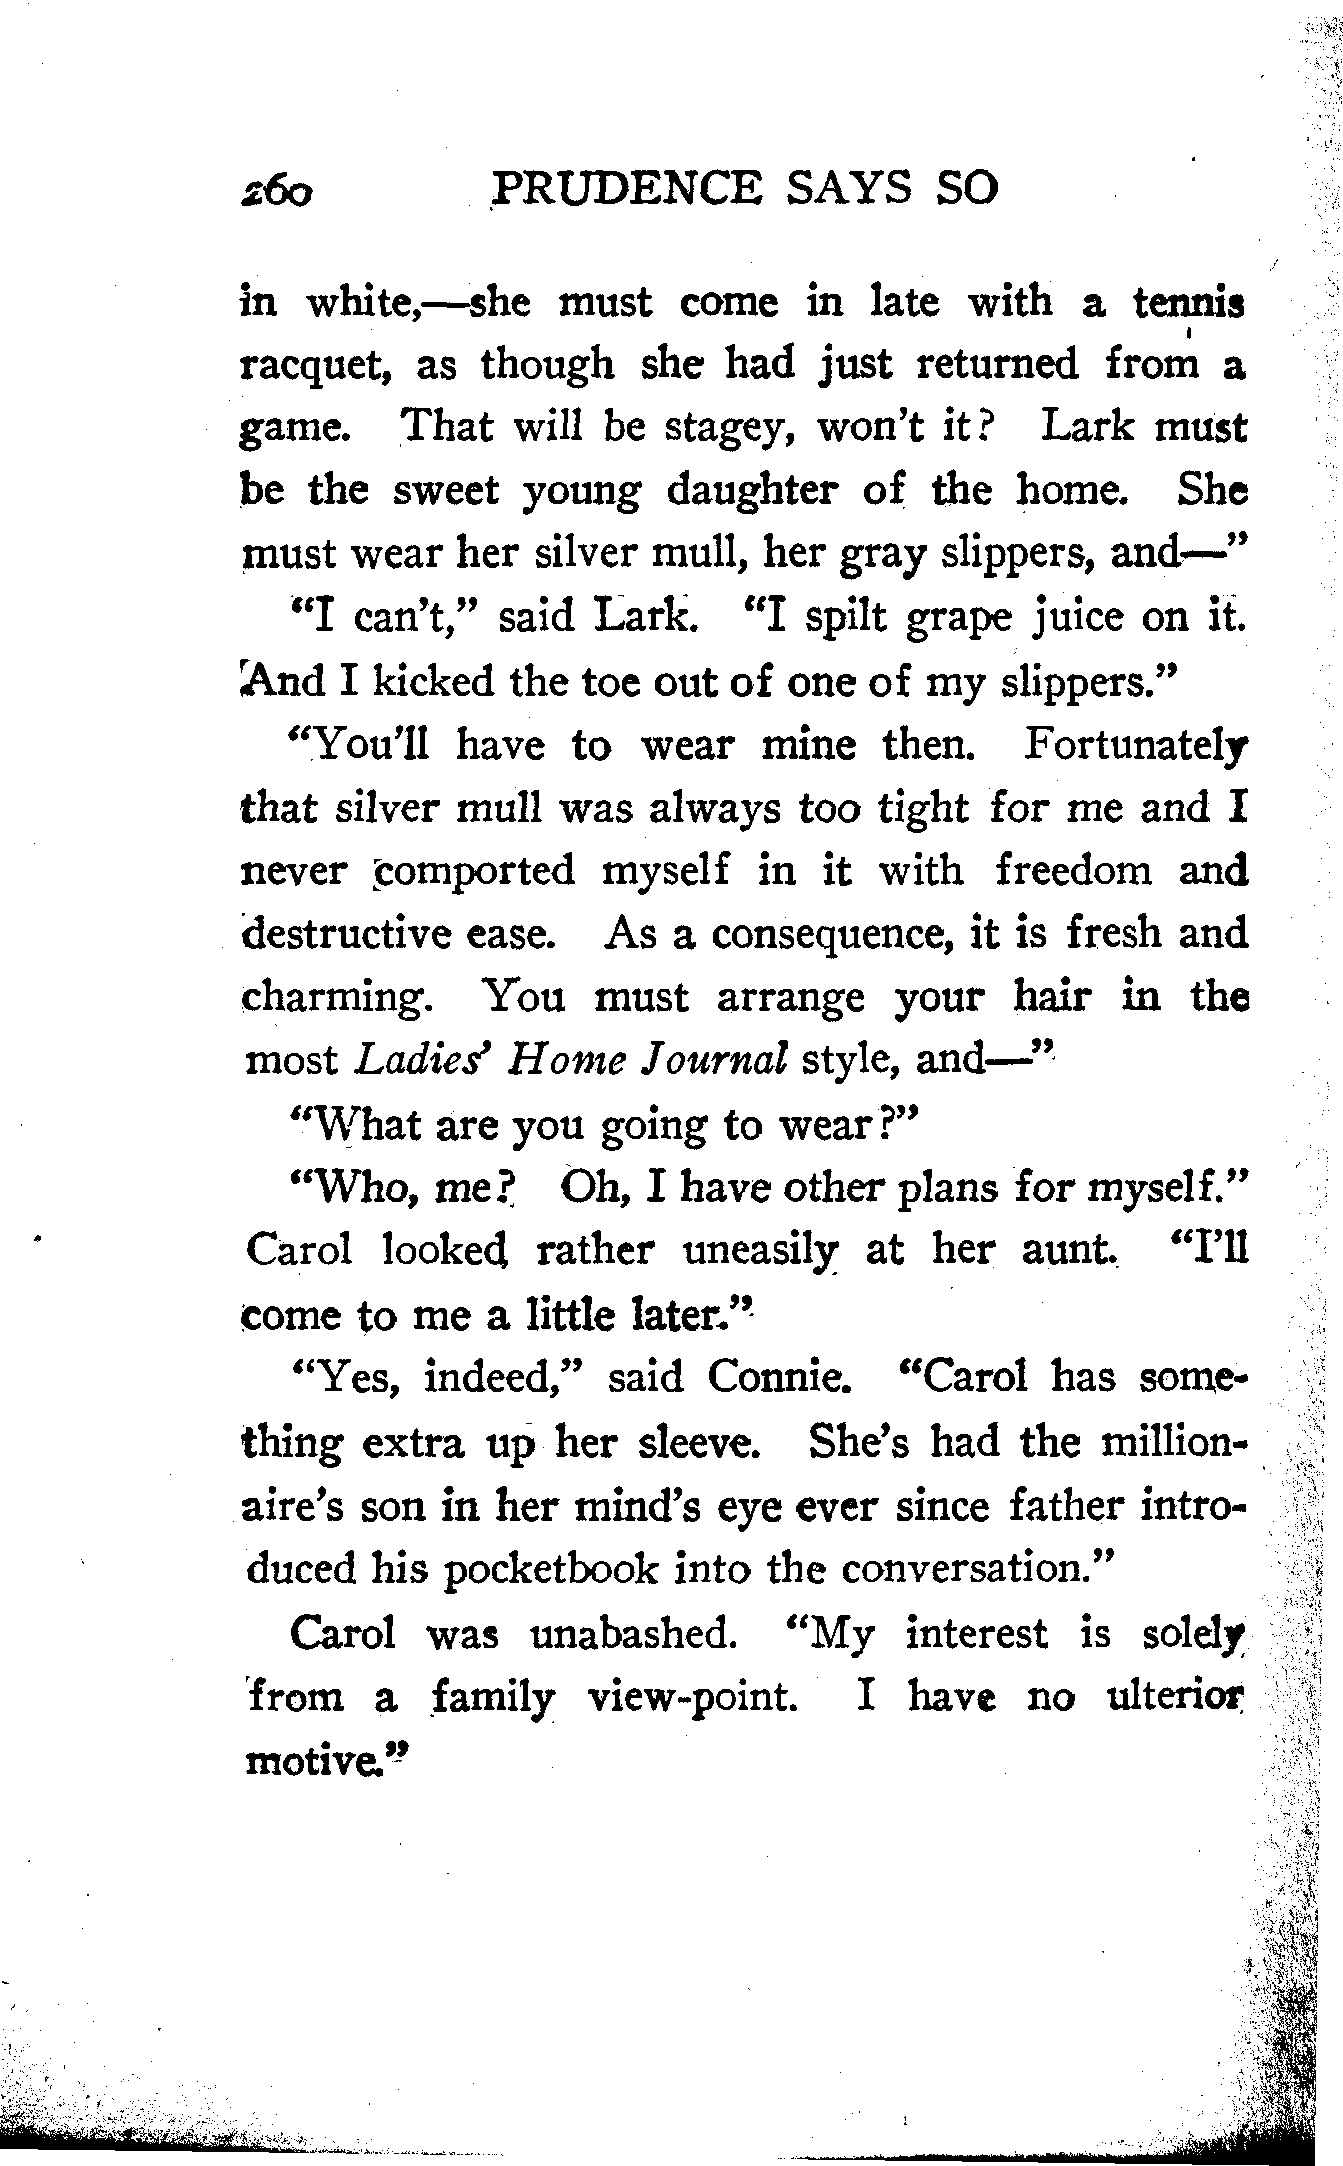 260 PRUDENCE SAYS SO
in white,—she must come in late with a tennis
racquet, as though she had just returned from a
game. That will be stagey, won't it? Lark must
be the sweet young daughter of the home. She
must wear her silver mull, her gray slippers, and—"
"I can't," said Lark. "I spilt grape juice on it.
And I kicked the toe out of one of my slippers."
"You'll have to wear mine then. Fortunately
that silver mull was always too tight for me and I
never comported myself in it with freedom and
destructive ease. As a consequence, it is fresh and
charming. You must arrange your hair in the
most Ladies' Home Journal style, and—"
"What are you going to wear?"
"Who, me? Oh, I have other plans for myself."
Carol looked rather uneasily at her aunt. "I'll
come to me a little later."
"Yes, indeed," said Connie. "Carol has some-
thing extra up her sleeve. She's had the million-
aire's son in her mind's eye ever since father intro-
duced his pocketbook into the conversation."
Carol was unabashed. "My interest is solely
from a family view-point. I have no ulterior
motive."